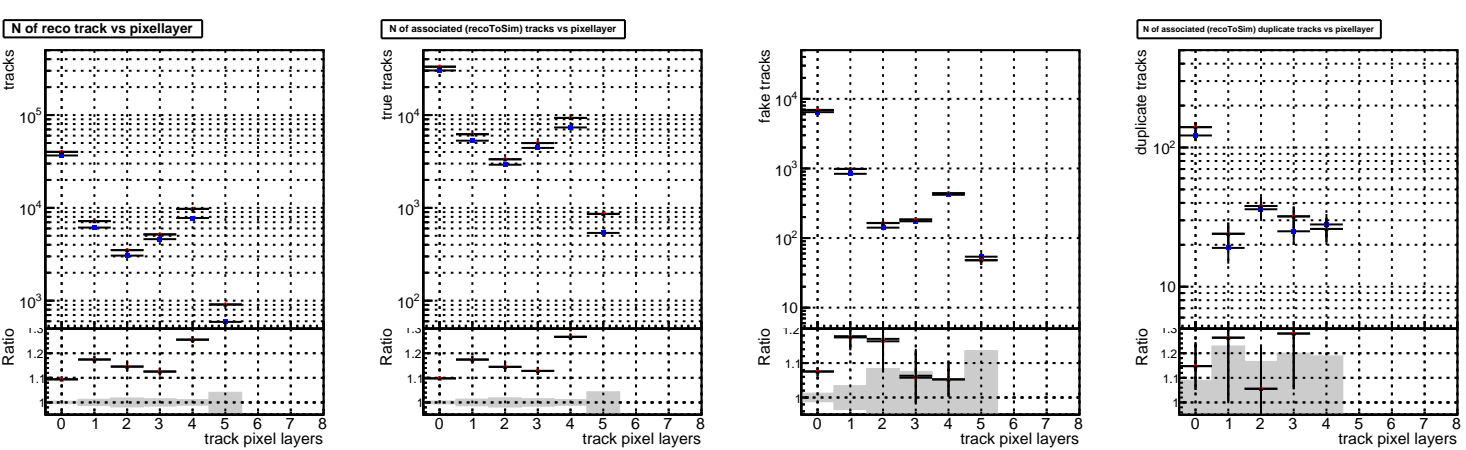 N of reco track vs pixellayer
tracks
10^5
10^4
10^3
Ratio
1.3
1.2
1.1
1
0 1 2 3 4 5 6 7 8
track pixel layers
N of associated (recoToSim) tracks vs pixellayer
true tracks
10^4
10^3
10^2
Ratio
1.3
1.2
1.1
1
0 1 2 3 4 5 6 7 8
track pixel layers
fake tracks
10^4
10^3
10^2
10
Ratio
1.2
1.1
1
0 1 2 3 4 5 6 7 8
track pixel layers
N of associated (recoToSim) duplicate tracks vs pixellayer
duplicate tracks
10^2
10
Ratio
1.3
1.2
1.1
1
0 1 2 3 4 5 6 7 8
track pixel layers